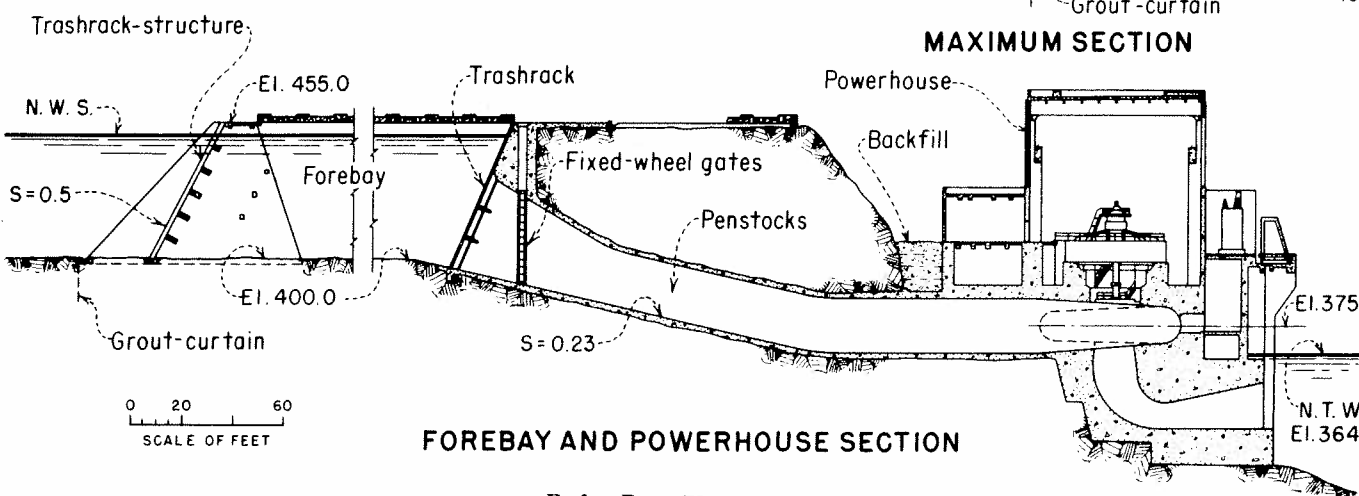 Grout-curtain
MAXIMUM SECTION
Trashrack-structure
El. 455.0
Trashrack
Powerhouse
N. W. S.
Backfill
Fixed-wheel gates
Forebay
S=0.5
Penstocks
El. 400.0
El. 375
Grout-curtain
S=0.23
0 20 60
SCALE OF FEET
N. T. W
El. 364
FOREBAY AND POWERHOUSE SECTION